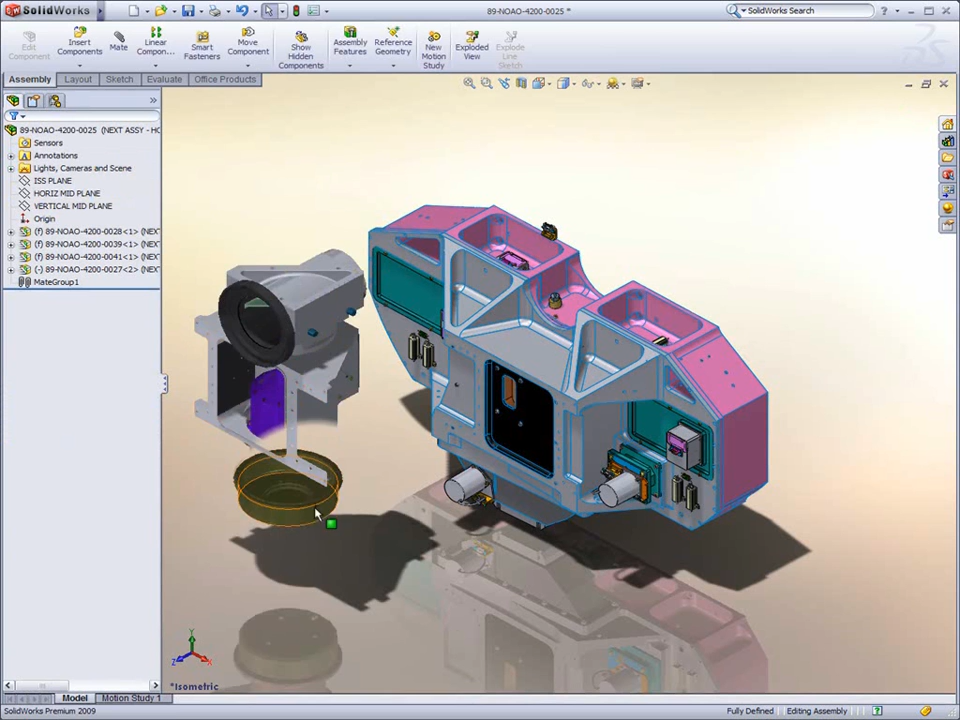 SolidWorks
89-NOAO-4200-0025 *
SolidWorks Search
Edit Component
Insert Components
Mate
Linear Compon...
Smart Fasteners
Move Component
Show Hidden Components
Assembly Features
Reference Geometry
New Motion Study
Exploded View
Explode Line Sketch
Assembly
Layout
Sketch
Evaluate
Office Products
89-NOAO-4200-0025 (NEXT ASSY - HO
Sensors
Annotations
Lights, Cameras and Scene
ISS PLANE
HORIZ MID PLANE
VERTICAL MID PLANE
Origin
(f) 89-NOAO-4200-0028<1> (NEX
(f) 89-NOAO-4200-0039<1> (NEX
(f) 89-NOAO-4200-0041<1> (NEX
(-) 89-NOAO-4200-0027<2> (NEXT
MateGroup1
Y
Z
X
*Isometric
Model
Motion Study 1
SolidWorks Premium 2009
Fully Defined
Editing Assembly